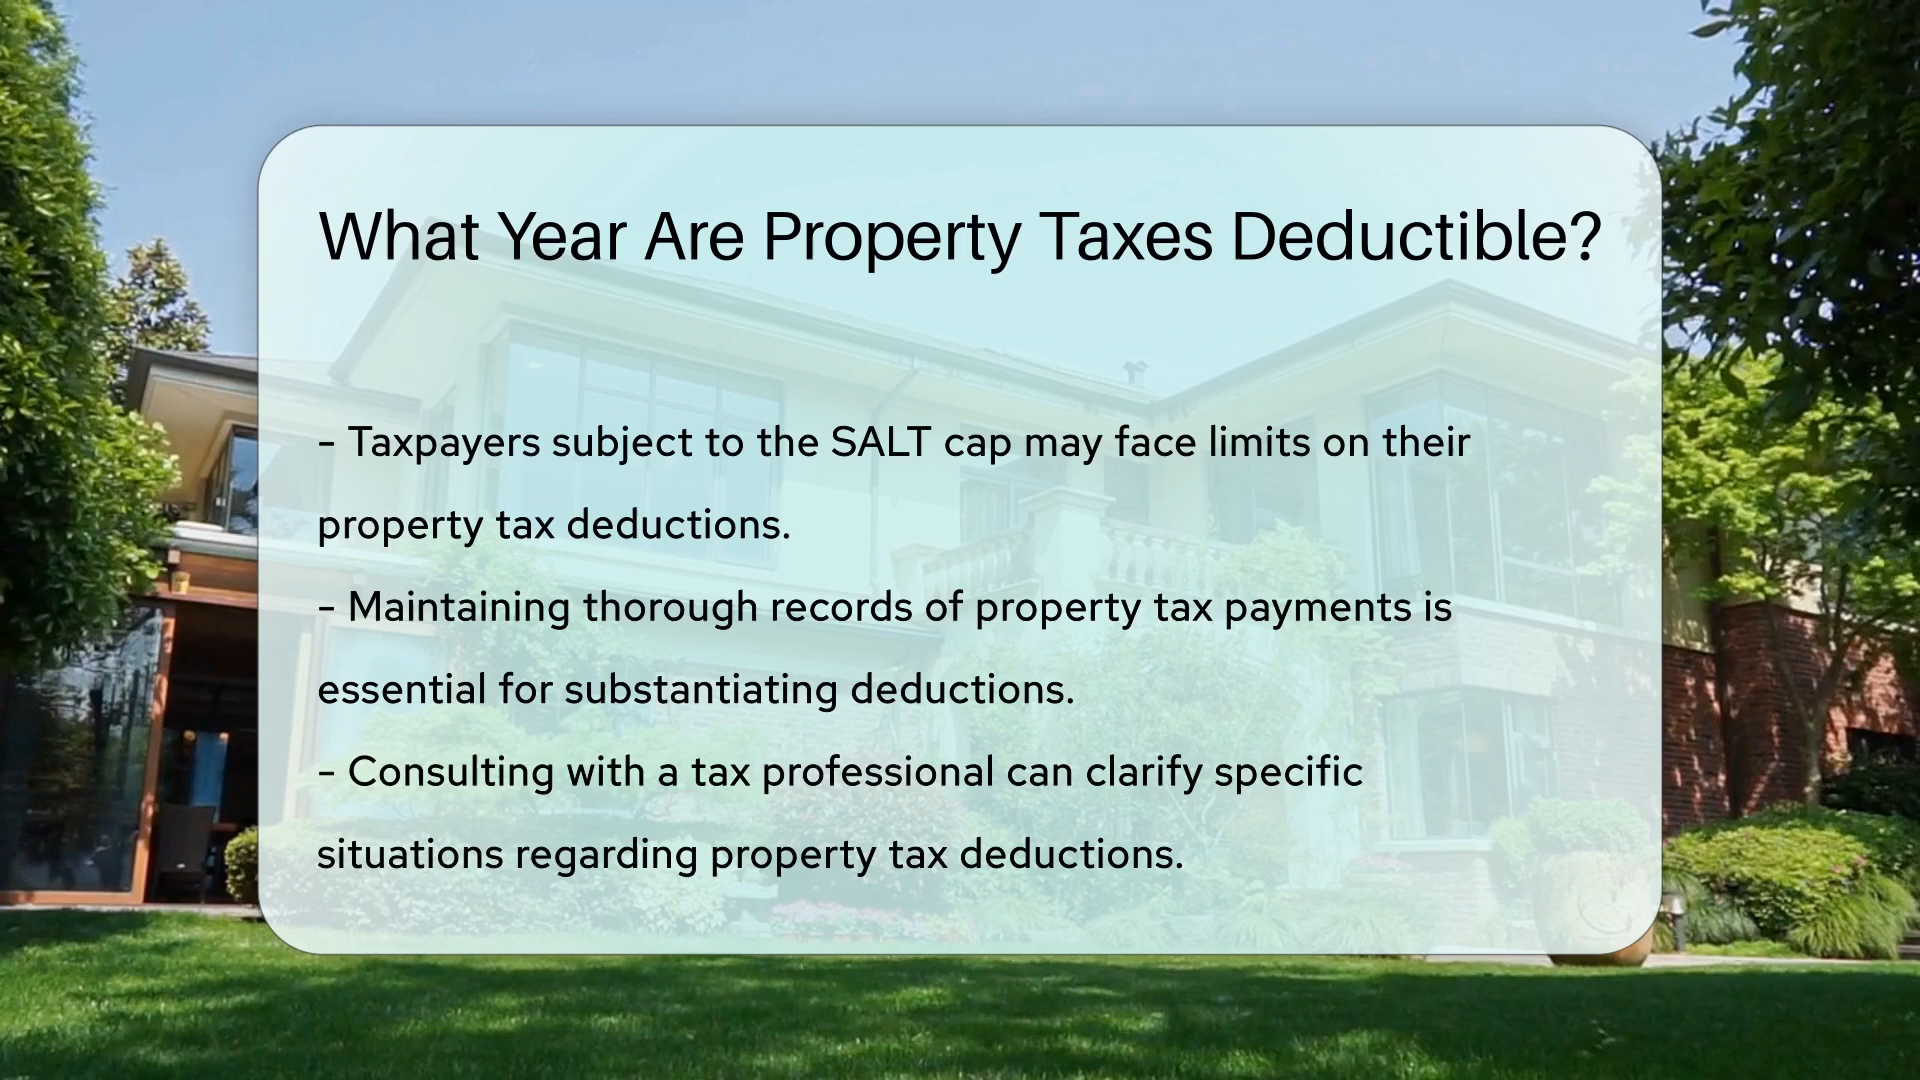 What Year Are Property Taxes Deductible?
- Taxpayers subject to the SALT cap may face limits on their
property tax deductions.
- Maintaining thorough records of property tax payments is
essential for substantiating deductions.
- Consulting with a tax professional can clarify specific
situations regarding property tax deductions.